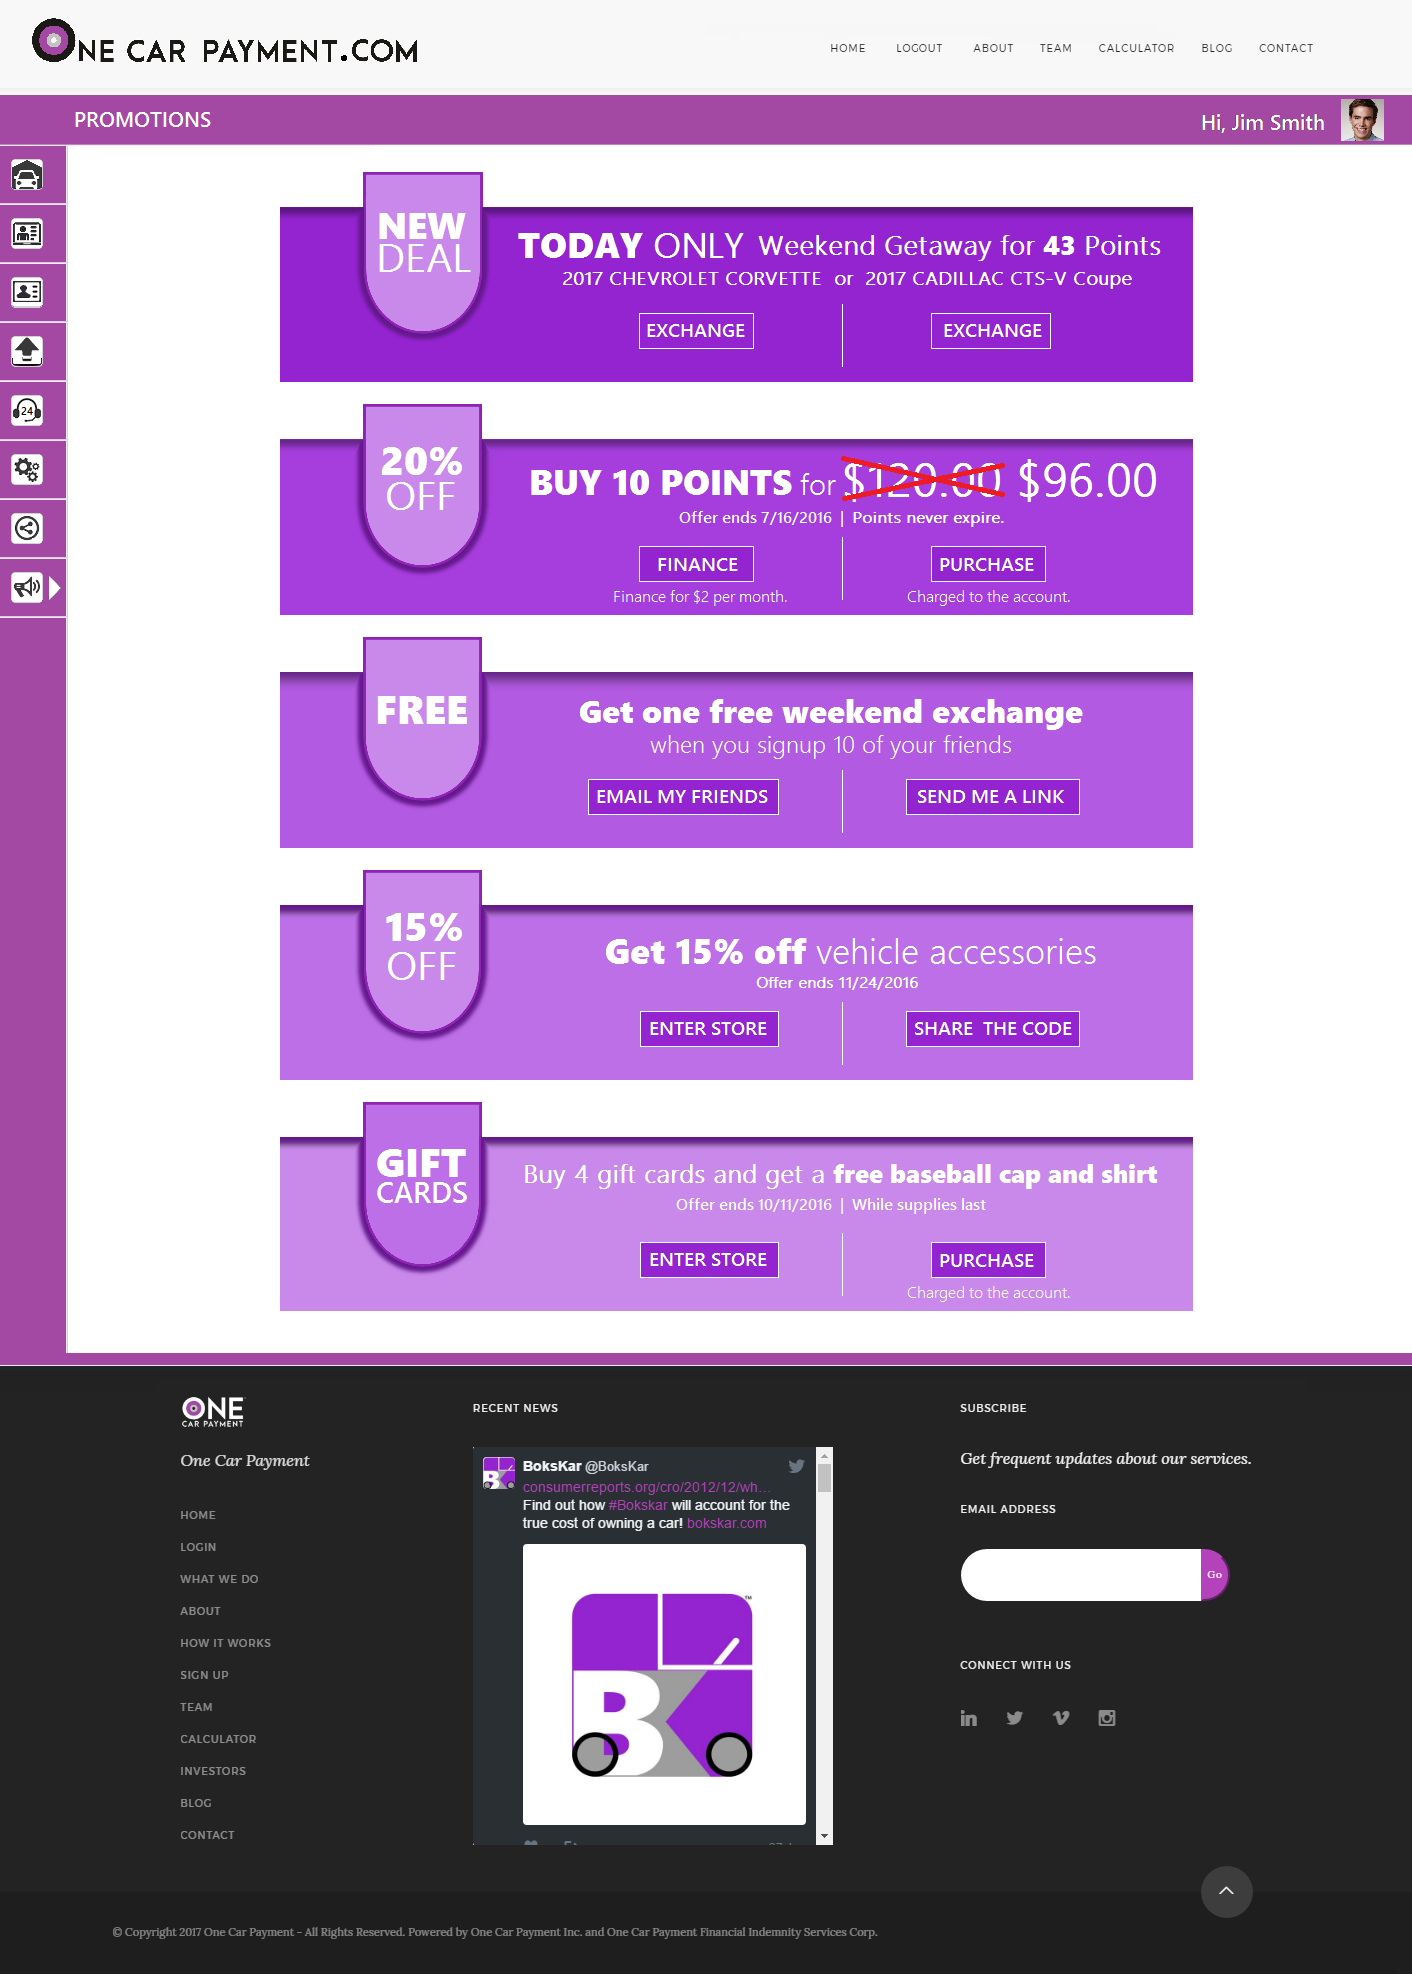 ONE CAR PAYMENT.COM
HOME LOGOUT ABOUT TEAM CALCULATOR BLOG CONTACT
PROMOTIONS
Hi, Jim Smith
24
NEW
DEAL
TODAY ONLY Weekend Getaway for 43 Points
2017 CHEVROLET CORVETTE or 2017 CADILLAC CTS-V Coupe
EXCHANGE EXCHANGE
20%
OFF
BUY 10 POINTS for $120.00 $96.00
Offer ends 7/16/2016 | Points never expire.
FINANCE PURCHASE
Finance for $2 per month. Charged to the account.
FREE
Get one free weekend exchange
when you signup 10 of your friends
EMAIL MY FRIENDS SEND ME A LINK
15%
OFF
Get 15% off vehicle accessories
Offer ends 11/24/2016
ENTER STORE SHARE THE CODE
GIFT
CARDS
Buy 4 gift cards and get a free baseball cap and shirt
Offer ends 10/11/2016 | While supplies last
ENTER STORE PURCHASE
Charged to the account.
ONE
CAR PAYMENT
One Car Payment
HOME
LOGIN
WHAT WE DO
ABOUT
HOW IT WORKS
SIGN UP
TEAM
CALCULATOR
INVESTORS
BLOG
CONTACT
RECENT NEWS
BoksKar @BoksKar
consumerreports.org/cro/2012/12/wh...
Find out how #Bokskar will account for the
true cost of owning a car! bokskar.com
BK
TM
SUBSCRIBE
Get frequent updates about our services.
EMAIL ADDRESS
Go
CONNECT WITH US
© Copyright 2017 One Car Payment - All Rights Reserved. Powered by One Car Payment Inc. and One Car Payment Financial Indemnity Services Corp.